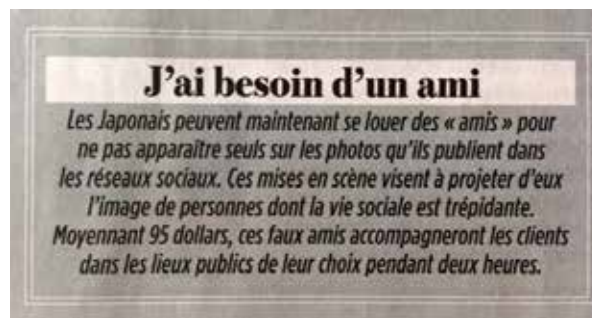 J'ai besoin d'un ami
Les Japonais peuvent maintenant se louer des « amis » pour
ne pas apparaître seuls sur les photos qu'ils publient dans
les réseaux sociaux. Ces mises en scène visent à projeter d'eux
l'image de personnes dont la vie sociale est trépidante.
Moyennant 95 dollars, ces faux amis accompagneront les clients
dans les lieux publics de leur choix pendant deux heures.